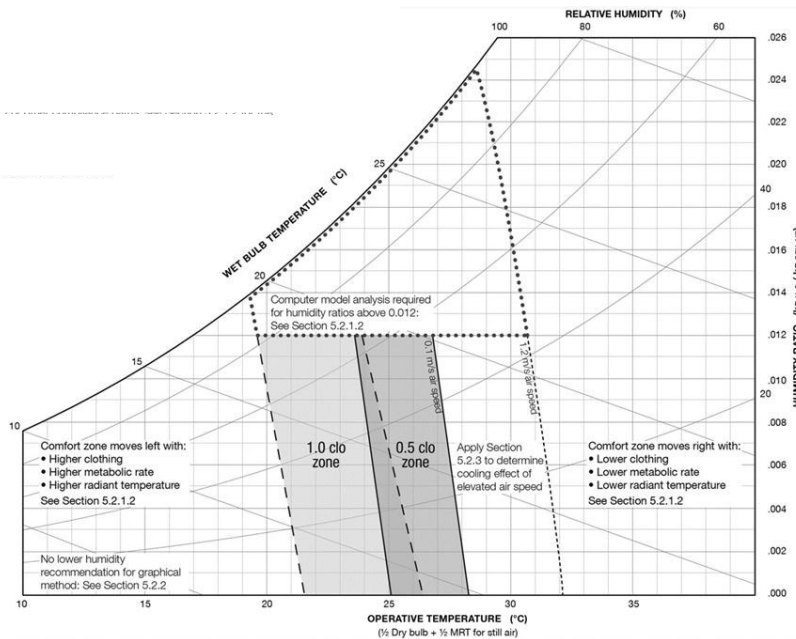 RELATIVE HUMIDITY (%)
100
80
60
.026
.024
.022
25
.020
40
.018
WET BULB TEMPERATURE (°C)
.016
.014
20
Computer model analysis required
for humidity ratios above 0.012:
See Section 5.2.1.2
.012
0.1 m/s air speed
1.2 m/s air speed
15
HUMIDITY RATIO
.010
20
10
.008
Comfort zone moves left with:
• Higher clothing
• Higher metabolic rate
• Higher radiant temperature
See Section 5.2.1.2
1.0 clo
zone
0.5 clo
zone
Apply Section
5.2.3 to determine
cooling effect of
elevated air speed
Comfort zone moves right with:
• Lower clothing
• Lower metabolic rate
• Lower radiant temperature
See Section 5.2.1.2
.006
.004
.002
No lower humidity
recommendation for graphical
method: See Section 5.2.2
.000
10
15
20
25
30
35
OPERATIVE TEMPERATURE (°C)
(½ Dry bulb + ½ MRT for still air)